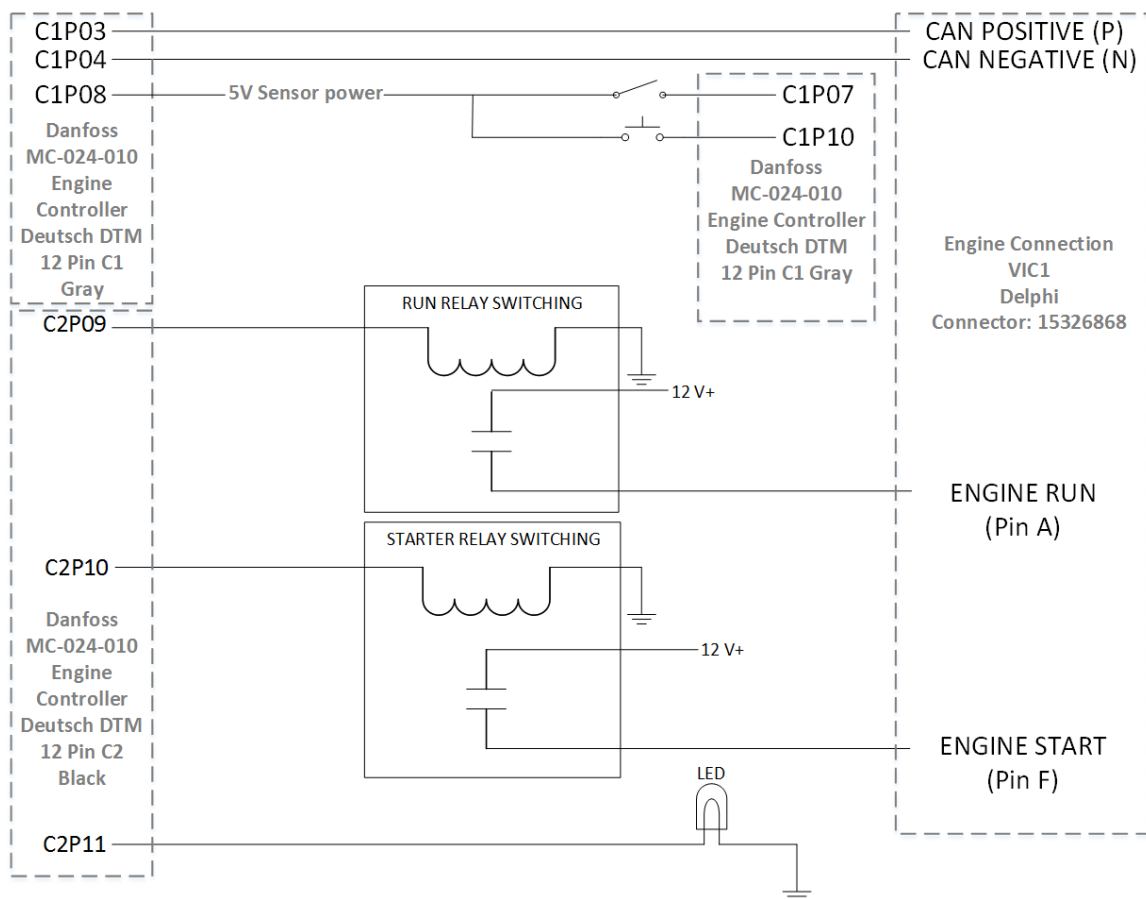 C1P03
CAN POSITIVE (P)
C1P04
CAN NEGATIVE (N)
C1P08
5V Sensor power
C1P07
C1P10
Danfoss
MC-024-010
Engine
Controller
Deutsch DTM
12 Pin C1
Gray
Danfoss
MC-024-010
Engine Controller
Deutsch DTM
12 Pin C1 Gray
Engine Connection
VIC1
Delphi
Connector: 15326868
C2P09
RUN RELAY SWITCHING
12 V+
ENGINE RUN
(Pin A)
STARTER RELAY SWITCHING
C2P10
12 V+
Danfoss
MC-024-010
Engine
Controller
Deutsch DTM
12 Pin C2
Black
ENGINE START
(Pin F)
LED
C2P11